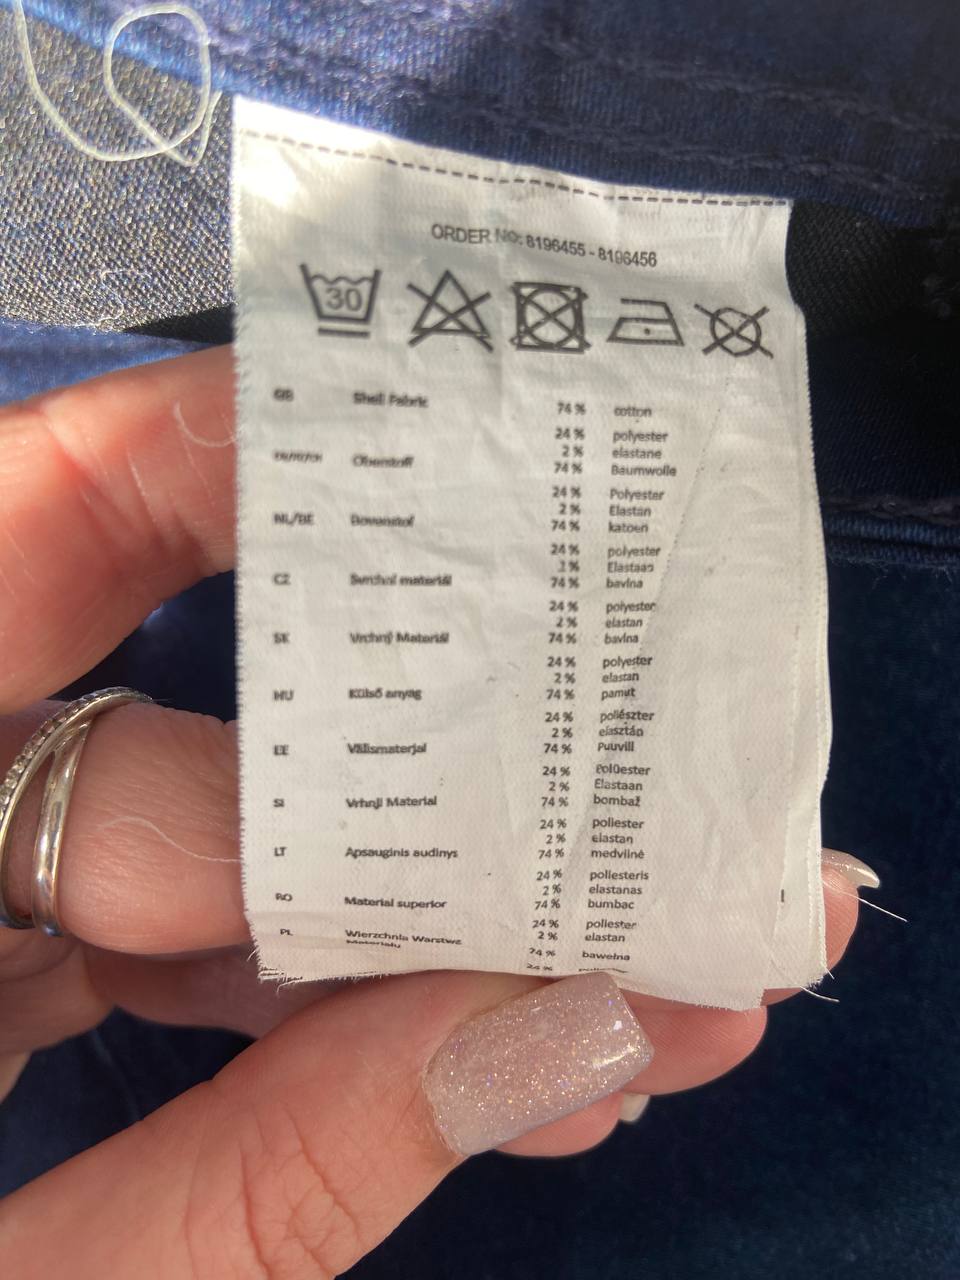 ORDER NO: 8196455 - 8196456
30
GB Shell Fabric 74 % cotton
24 % polyester
2 % elastane
Oberstoff 74 % Baumwolle
24 % Polyester
2 % Elastan
NL/BE Bovenstof 74 % katoen
24 % polyester
2 % Elastaan
CZ Svrchní materiál 74 % bavlna
24 % polyester
2 % elastan
SK Vrchný Materiál 74 % bavlna
24 % polyester
2 % elastan
HU Külső anyag 74 % pamut
24 % poliészter
2 % elasztán
EE Välismaterjal 74 % Puuvill
24 % Polüester
2 % Elastaan
SI Vrhnji Material 74 % bombaž
24 % poliester
2 % elastan
LT Apsauginis audinys 74 % medvilnė
24 % poliesteris
2 % elastanas
RO Material superior 74 % bumbac
24 % poliester
2 % elastan
PL Wierzchnia Warstwa
Materiału 74 % bawełna
24 % poliester